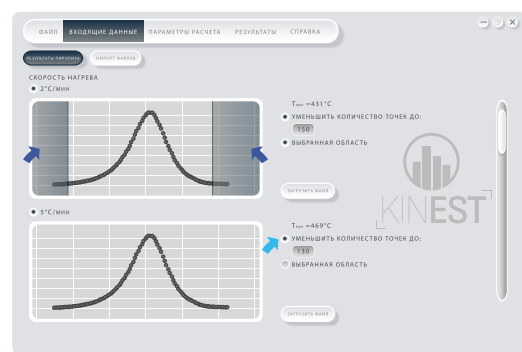 ФАЙЛ ВХОДЯЩИЕ ДАННЫЕ ПАРАМЕТРЫ РАСЧЕТА РЕЗУЛЬТАТЫ СПРАВКА
РЕЗУЛЬТАТЫ ПИРОЛИЗА ИМПОРТ ФАЙЛОВ
СКОРОСТЬ НАГРЕВА
2°С/МИН
Tmax =431°C
УМЕНЬШИТЬ КОЛИЧЕСТВО ТОЧЕК ДО:
150
ВЫБРАННАЯ ОБЛАСТЬ
ЗАГРУЗИТЬ ФАЙЛ
KINEST
5°С/МИН
Tmax =469°C
УМЕНЬШИТЬ КОЛИЧЕСТВО ТОЧЕК ДО:
130
ВЫБРАННАЯ ОБЛАСТЬ
ЗАГРУЗИТЬ ФАЙЛ